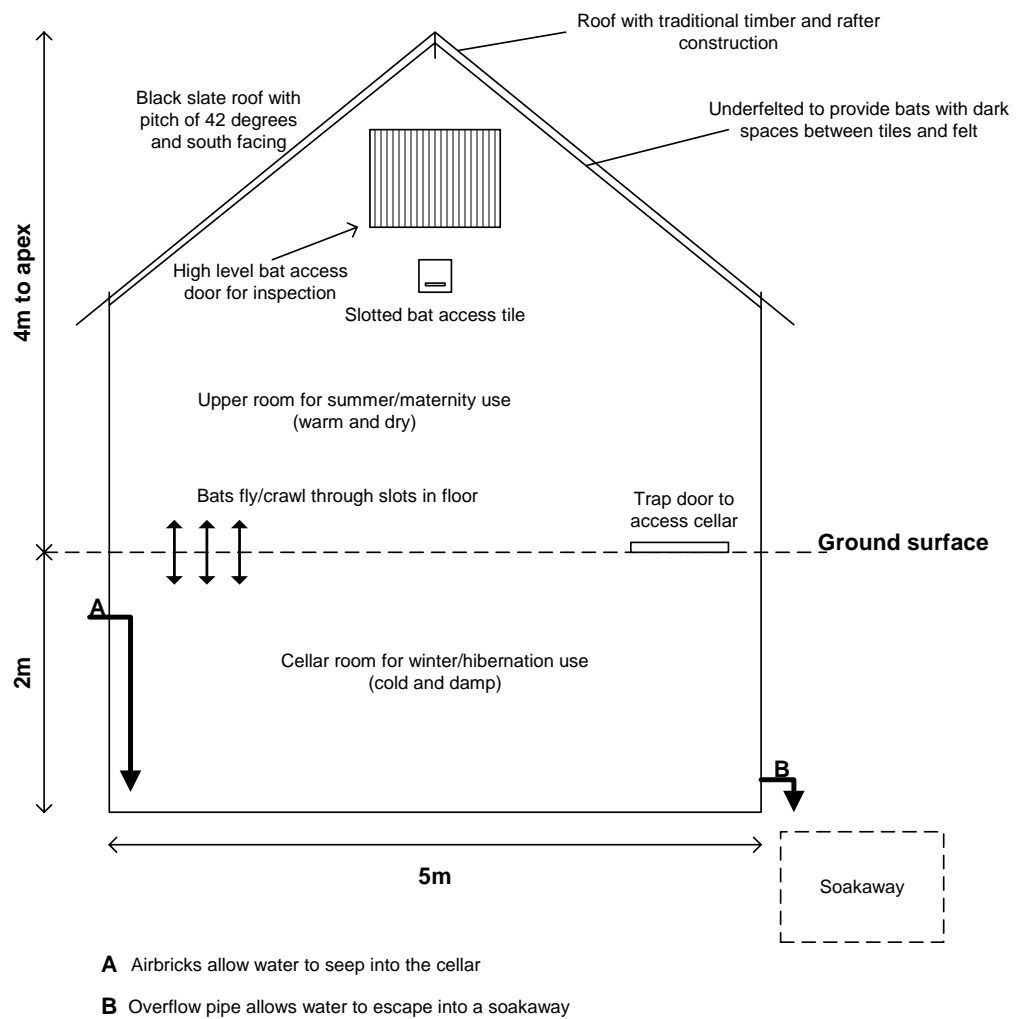 Roof with traditional timber and rafter
construction
Black slate roof with
pitch of 42 degrees
and south facing
Underfelted to provide bats with dark
spaces between tiles and felt
4m to apex
High level bat access
door for inspection
Slotted bat access tile
Upper room for summer/maternity use
(warm and dry)
Bats fly/crawl through slots in floor
Trap door to
access cellar
Ground surface
A
2m
Cellar room for winter/hibernation use
(cold and damp)
B
5m
Soakaway
A Airbricks allow water to seep into the cellar
B Overflow pipe allows water to escape into a soakaway